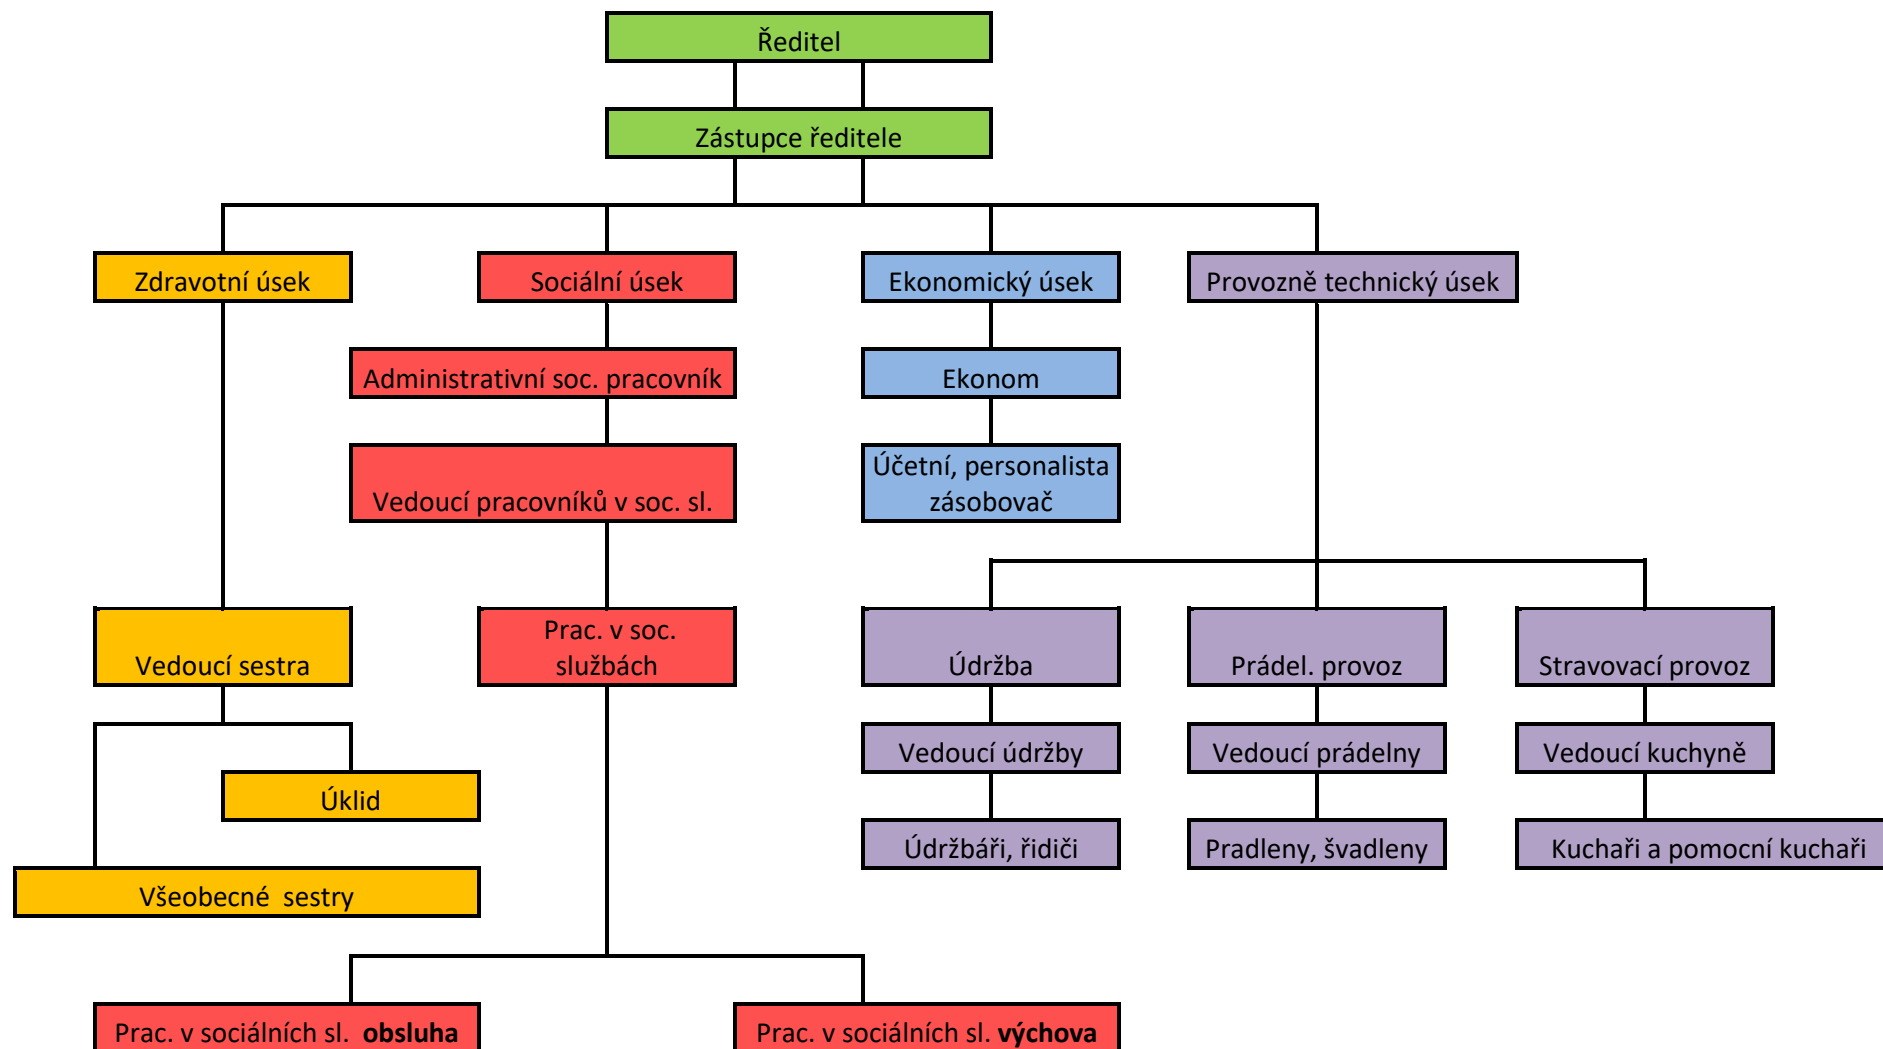 Ředitel
Zástupce ředitele
Zdravotní úsek
Sociální úsek
Ekonomický úsek
Provozně technický úsek
Administrativní soc. pracovník
Ekonom
Vedoucí pracovníků v soc. sl.
Účetní, personalista
zásobovač
Vedoucí sestra
Prac. v soc.
službách
Údržba
Prádel. provoz
Stravovací provoz
Vedoucí údržby
Vedoucí prádelny
Vedoucí kuchyně
Úklid
Údržbáři, řidiči
Pradleny, švadleny
Kuchaři a pomocní kuchaři
Všeobecné  sestry
Prac. v sociálních sl.  obsluha
Prac. v sociálních sl. výchova